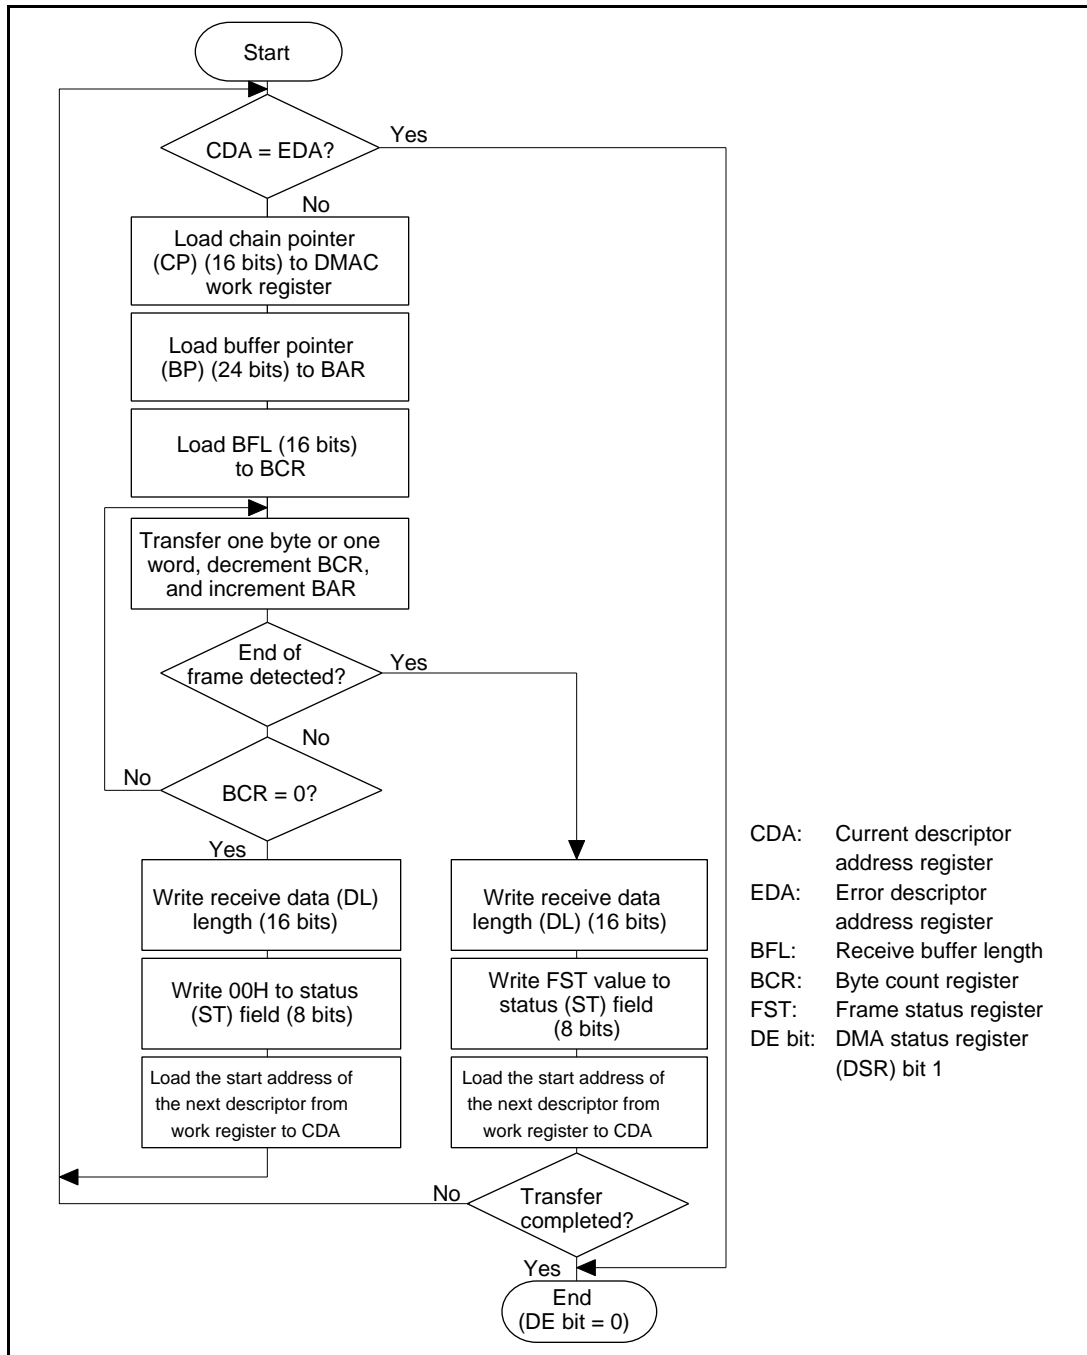 Start
CDA = EDA?
Yes
No
Load chain pointer
(CP) (16 bits) to DMAC
work register
Load buffer pointer
(BP) (24 bits) to BAR
Load BFL (16 bits)
to BCR
Transfer one byte or one
word, decrement BCR,
and increment BAR
End of
frame detected?
Yes
No
BCR = 0?
No
Yes
Write receive data (DL)
length (16 bits)
Write 00H to status
(ST) field (8 bits)
Load the start address of
the next descriptor from
work register to CDA
Write receive data
length (DL) (16 bits)
Write FST value to
status (ST) field
(8 bits)
Load the start address of
the next descriptor from
work register to CDA
No
Transfer
completed?
Yes
End
(DE bit = 0)
CDA: Current descriptor
address register
EDA: Error descriptor
address register
BFL: Receive buffer length
BCR: Byte count register
FST: Frame status register
DE bit: DMA status register
(DSR) bit 1